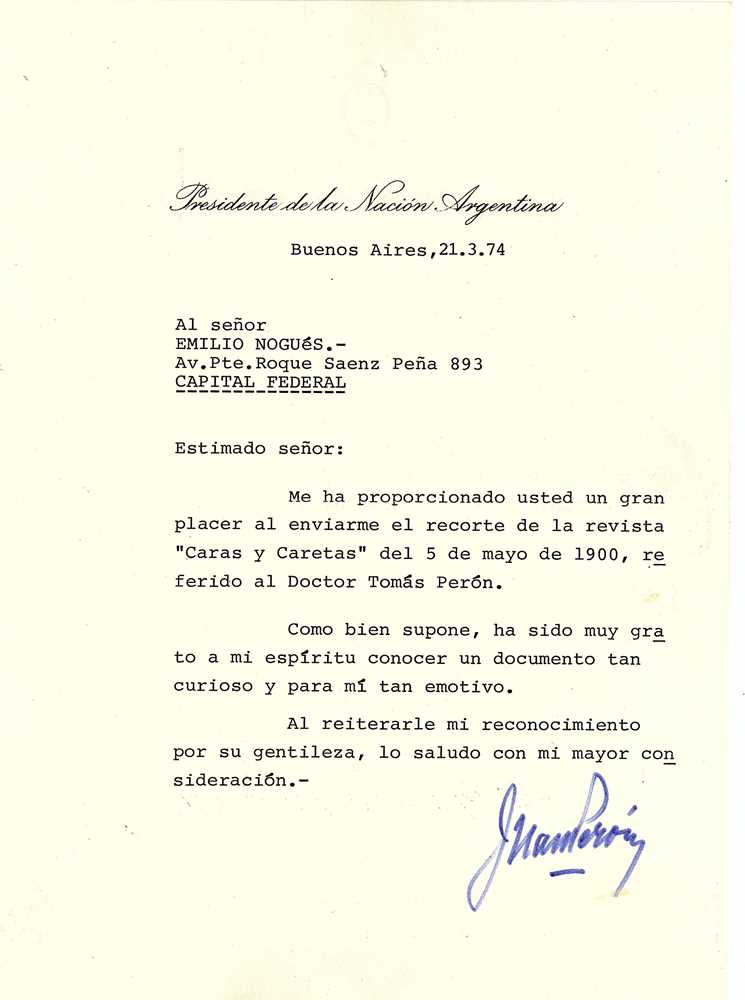 Presidente de la Nación Argentina
Buenos Aires,21.3.74
Al señor
EMILIO NOGUéS.-
Av.Pte.Roque Saenz Peña 893
CAPITAL FEDERAL
Estimado señor:
Me ha proporcionado usted un gran
placer al enviarme el recorte de la revista
"Caras y Caretas" del 5 de mayo de 1900, re
ferido al Doctor Tomás Perón.
Como bien supone, ha sido muy gra
to a mi espíritu conocer un documento tan
curioso y para mí tan emotivo.
Al reiterarle mi reconocimiento
por su gentileza, lo saludo con mi mayor con
sideración.-
Juan Perón